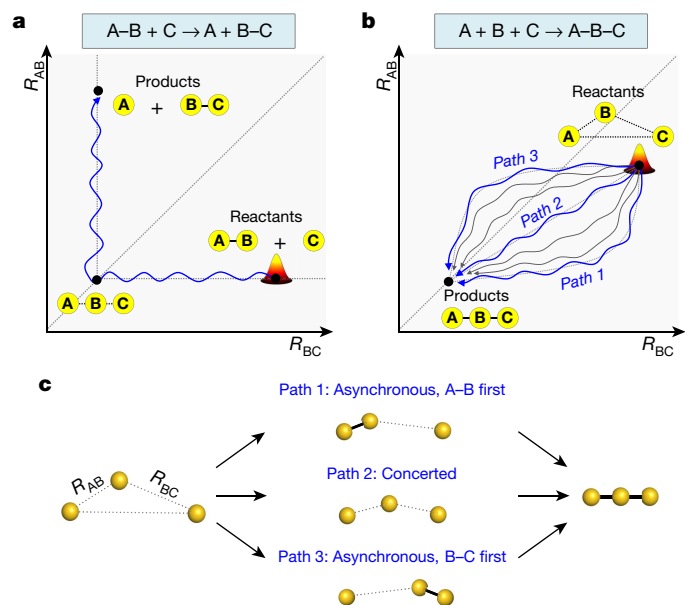 a
A–B + C → A + B–C
R_AB
Products
A + B C
Reactants
A B + C
A B C
R_BC
b
A + B + C → A–B–C
R_AB
Reactants
B
A C
Path 3
Path 2
Path 1
Products
A B C
R_BC
c
Path 1: Asynchronous, A–B first
R_AB R_BC
Path 2: Concerted
Path 3: Asynchronous, B–C first